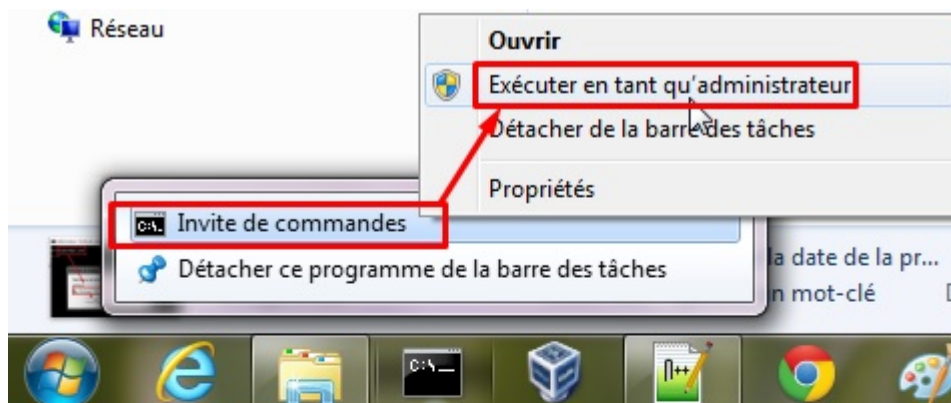 Réseau
Ouvrir
Exécuter en tant qu'administrateur
Détacher de la barre des tâches
Propriétés
Invite de commandes
Détacher ce programme de la barre des tâches
la date de la pr...
n mot-clé
C:\
N++